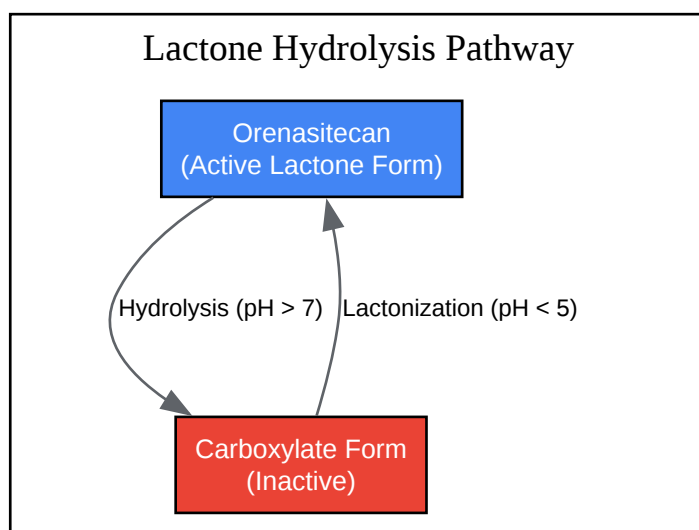 Lactone Hydrolysis Pathway
Orenasitecan
(Active Lactone Form)
Hydrolysis (pH > 7)
Lactonization (pH < 5)
Carboxylate Form
(Inactive)